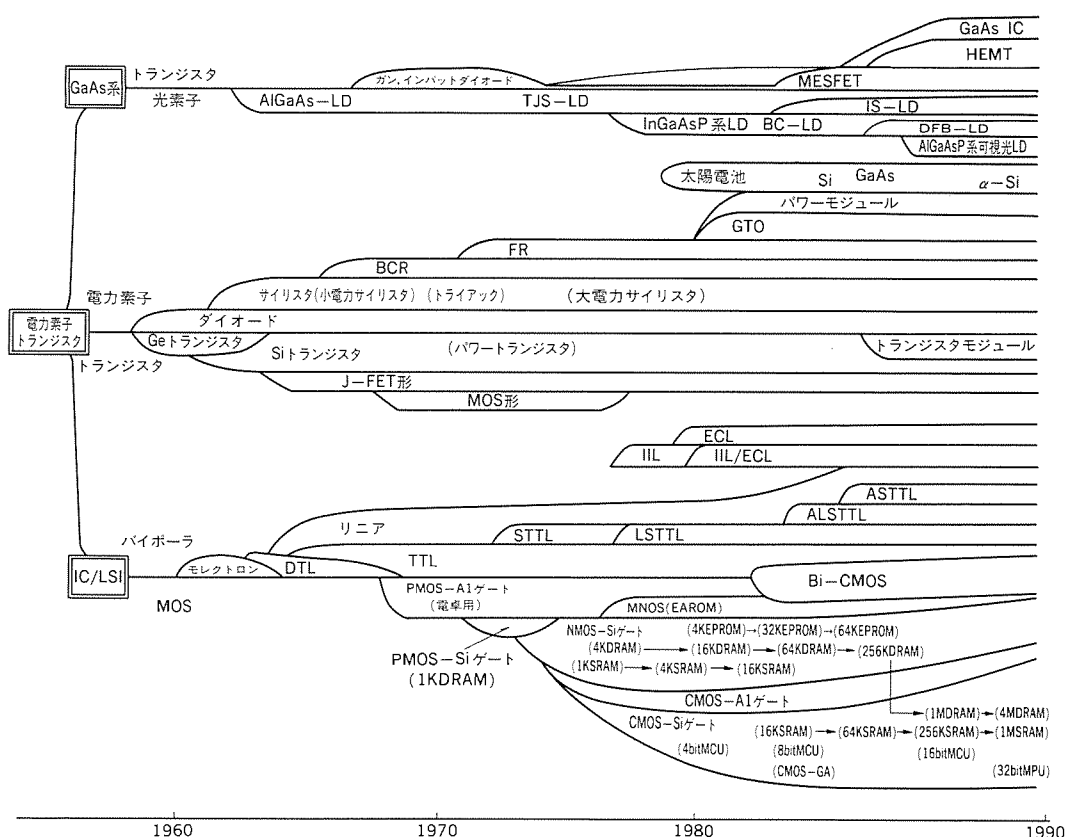 GaAs IC
HEMT
トランジスタ
GaAs系
ガン,インパットダイオード
MESFET
光素子
AlGaAs−LD
TJS−LD
IS−LD
InGaAsP系LD
BC−LD
DFB−LD
AlGaAsP系可視光LD
太陽電池
Si
GaAs
α−Si
パワーモジュール
GTO
FR
BCR
電力素子
サイリスタ(小電力サイリスタ)
(トライアック)
(大電力サイリスタ)
電力素子
トランジスタ
ダイオード
Geトランジスタ
トランジスタ
Siトランジスタ
(パワートランジスタ)
トランジスタモジュール
J−FET形
MOS形
ECL
IIL
IIL/ECL
ASTTL
ALSTTL
リニア
STTL
LSTTL
バイポーラ
IC/LSI
モレクトロン
DTL
TTL
Bi−CMOS
MOS
PMOS−A1ゲート
(電卓用)
MNOS(EAROM)
NMOS−Siゲート
(4KEPROM)→(32KEPROM)→(64KEPROM)
(4KDRAM)→(16KDRAM)→(64KDRAM)→(256KDRAM)
(1KSRAM)→(4KSRAM)→(16KSRAM)
PMOS−Siゲート
(1KDRAM)
CMOS−A1ゲート
(1MDRAM)→(4MDRAM)
CMOS−Siゲート
(16KSRAM)→(64KSRAM)→(256KSRAM)→(1MSRAM)
(4bitMCU)
(8bitMCU)
(16bitMCU)
(CMOS−GA)
(32bitMPU)
1960
1970
1980
1990